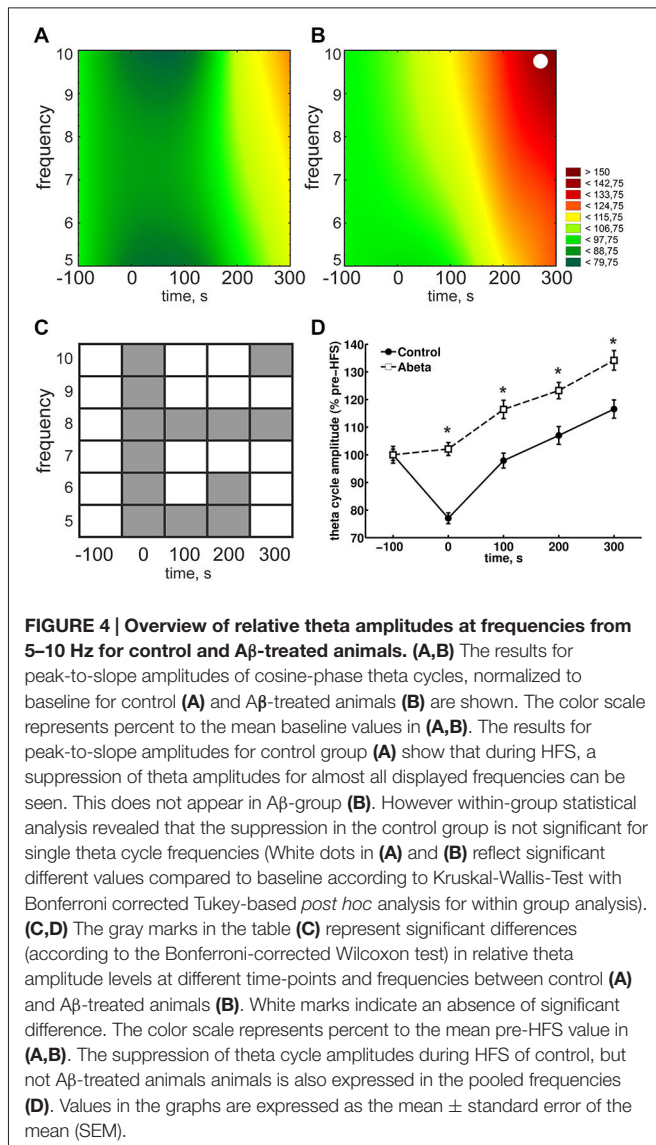 A
B
10
9
8
7
6
5
frequency
-100 0 100 200 300
time, s
10
9
8
7
6
5
frequency
-100 0 100 200 300
time, s
> 150
< 142,75
< 133,75
< 124,75
< 115,75
< 106,75
< 97,75
< 88,75
< 79,75
C
D
10
9
8
7
6
5
frequency
-100 0 100 200 300
time, s
140
130
120
110
100
90
80
70
theta cycle amplitude (% pre-HFS)
Control
Abeta
* * * *
-100 0 100 200 300
time, s
FIGURE 4 | Overview of relative theta amplitudes at frequencies from
5–10 Hz for control and Aβ-treated animals. (A,B) The results for
peak-to-slope amplitudes of cosine-phase theta cycles, normalized to
baseline for control (A) and Aβ-treated animals (B) are shown. The color scale
represents percent to the mean baseline values in (A,B). The results for
peak-to-slope amplitudes for control group (A) show that during HFS, a
suppression of theta amplitudes for almost all displayed frequencies can be
seen. This does not appear in Aβ-group (B). However within-group statistical
analysis revealed that the suppression in the control group is not significant for
single theta cycle frequencies (White dots in (A) and (B) reflect significant
different values compared to baseline according to Kruskal-Wallis-Test with
Bonferroni corrected Tukey-based post hoc analysis for within group analysis).
(C,D) The gray marks in the table (C) represent significant differences
(according to the Bonferroni-corrected Wilcoxon test) in relative theta
amplitude levels at different time-points and frequencies between control (A)
and Aβ-treated animals (B). White marks indicate an absence of significant
difference. The color scale represents percent to the mean pre-HFS value in
(A,B). The suppression of theta cycle amplitudes during HFS of control, but
not Aβ-treated animals animals is also expressed in the pooled frequencies
(D). Values in the graphs are expressed as the mean ± standard error of the
mean (SEM).